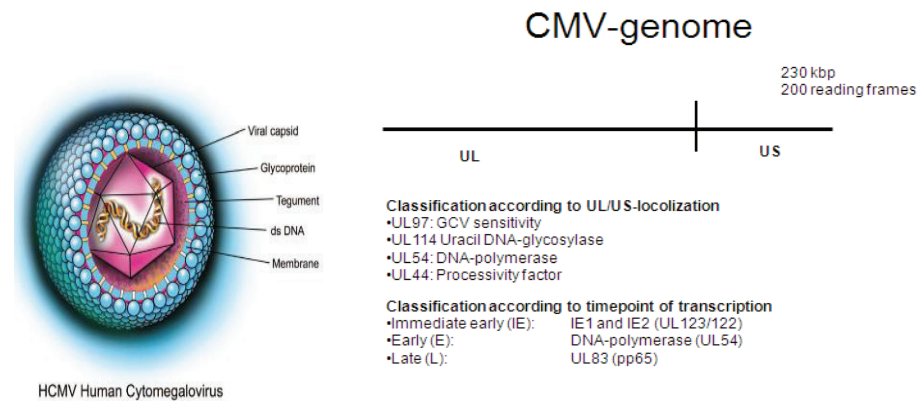 CMV-genome
230 kbp
200 reading frames
UL
US
Viral capsid
Glycoprotein
Tegument
ds DNA
Membrane
HCMV Human Cytomegalovirus
Classification according to UL/US-locolization
•UL97: GCV sensitivity
•UL114 Uracil DNA-glycosylase
•UL54: DNA-polymerase
•UL44: Processivity factor
Classification according to timepoint of transcription
•Immediate early (IE): IE1 and IE2 (UL123/122)
•Early (E): DNA-polymerase (UL54)
•Late (L): UL83 (pp65)